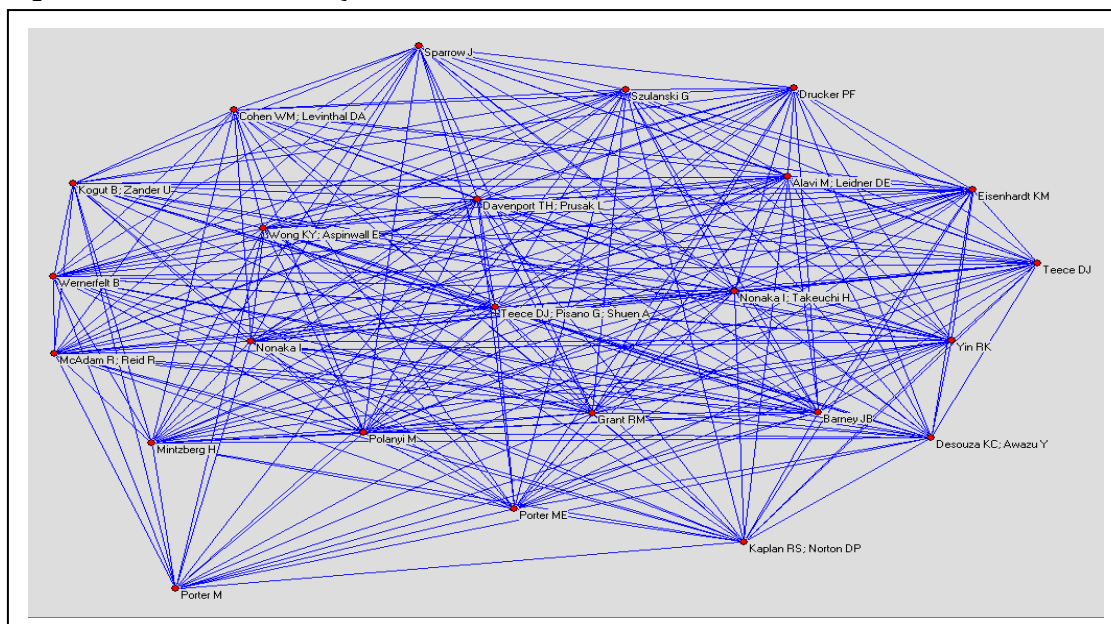 Sparrow J
Szulanski G
Drucker PF
Cohen WM; Levinthal DA
Alavi M; Leidner DE
Kogut B; Zander U
Eisenhardt KM
Davenport TH; Prusak L
Wong KY; Aspinwall E
Teece DJ
Wernerfelt B
Nonaka I; Takeuchi H
Teece DJ; Pisano G; Shuen A
Nonaka I
Yin RK
McAdam R; Reid R
Grant RM
Barney JB
Polanyi M
Desouza KC; Awazu Y
Mintzberg H
Porter ME
Kaplan RS; Norton DP
Porter M